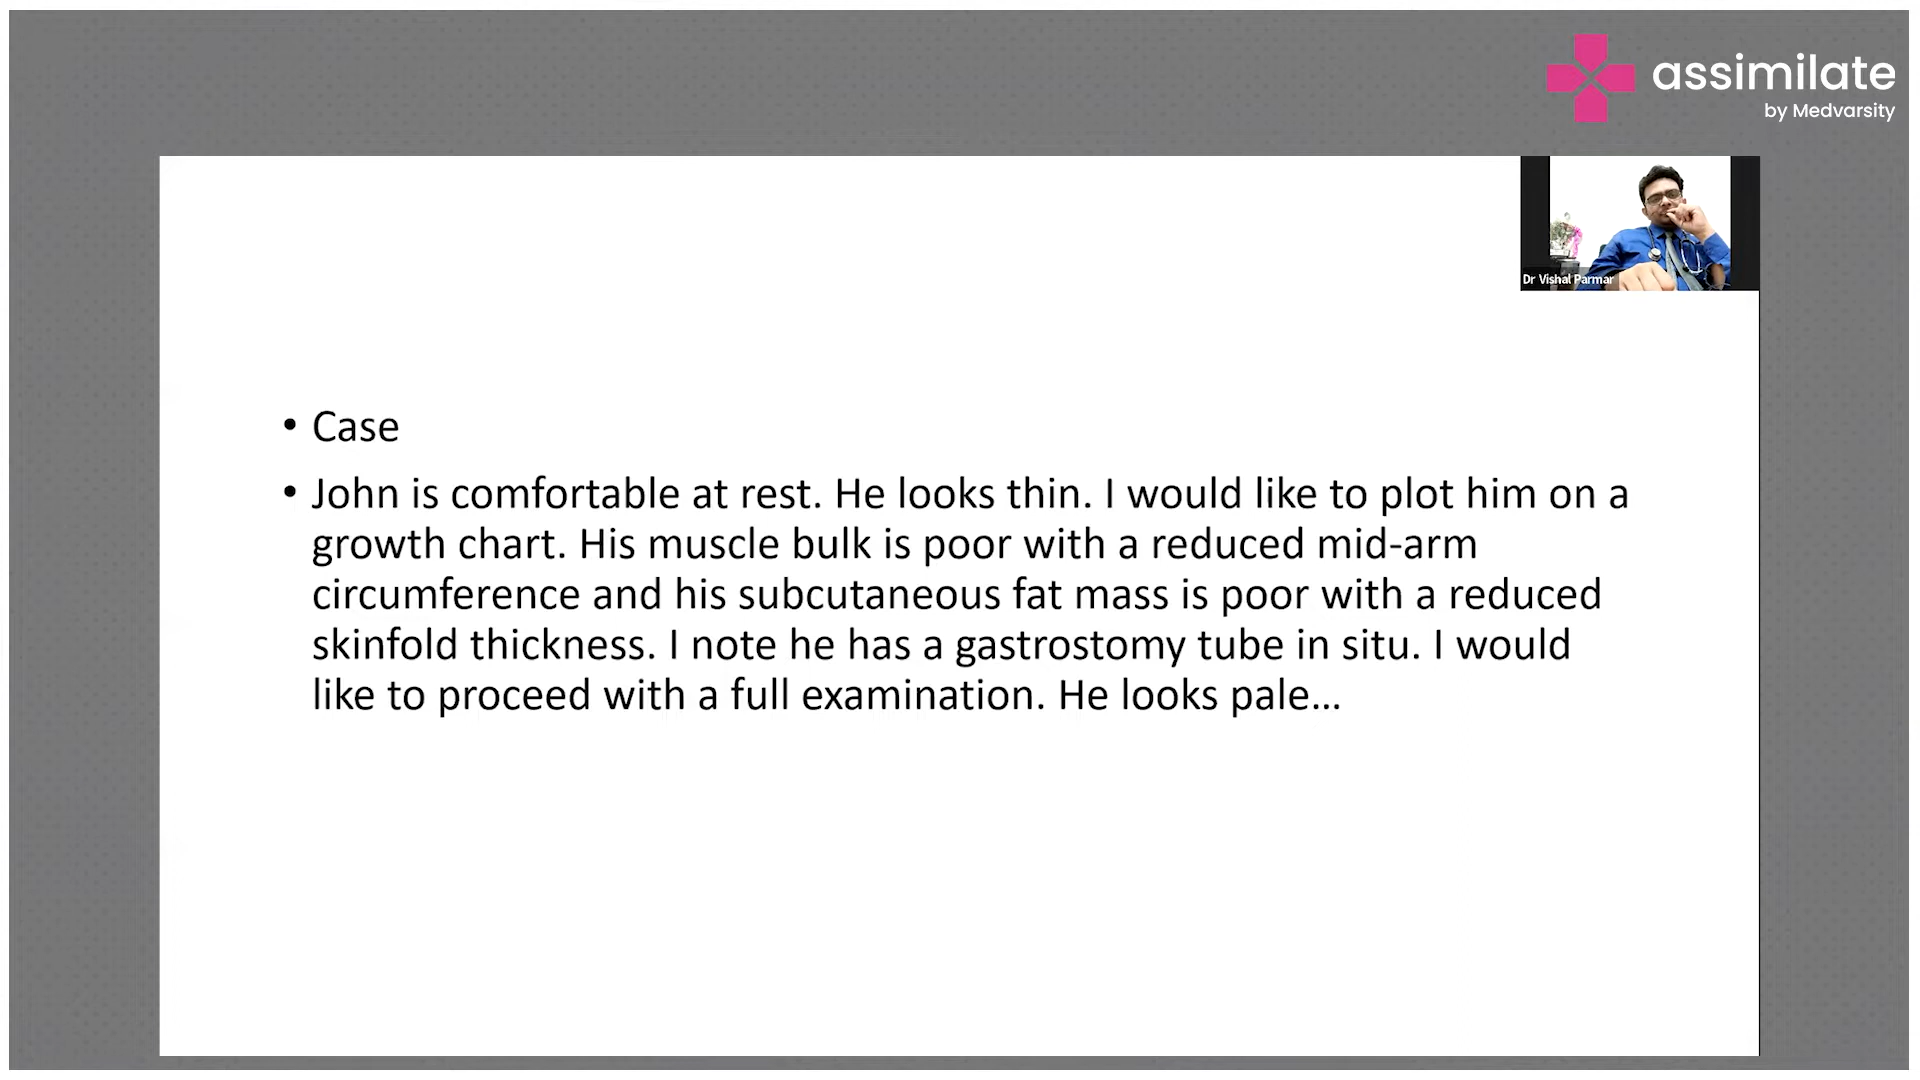 assimilate
by Medvarsity
Dr Vishal Parmar
• Case
• John is comfortable at rest. He looks thin. I would like to plot him on a
growth chart. His muscle bulk is poor with a reduced mid-arm
circumference and his subcutaneous fat mass is poor with a reduced
skinfold thickness. I note he has a gastrostomy tube in situ. I would
like to proceed with a full examination. He looks pale...